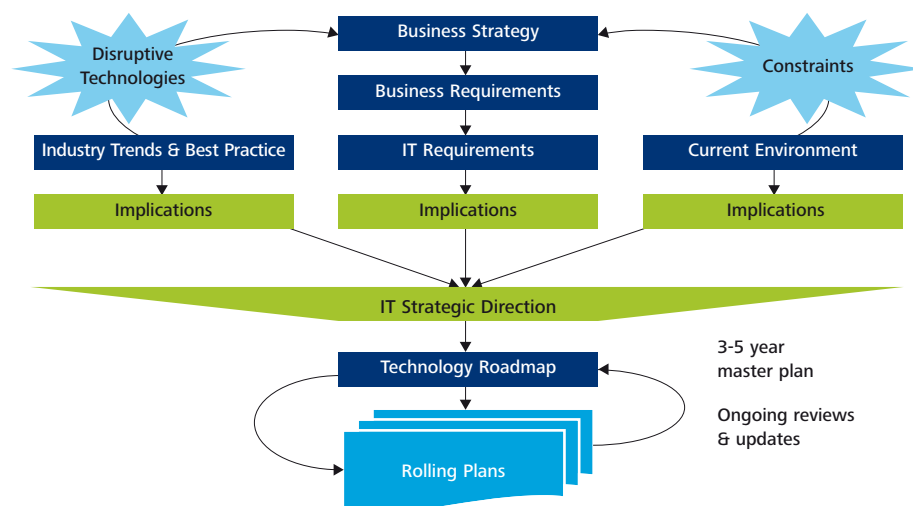 Disruptive
Technologies
Business Strategy
Constraints
Business Requirements
Industry Trends & Best Practice
IT Requirements
Current Environment
Implications
Implications
Implications
IT Strategic Direction
Technology Roadmap
3-5 year
master plan
Ongoing reviews
& updates
Rolling Plans